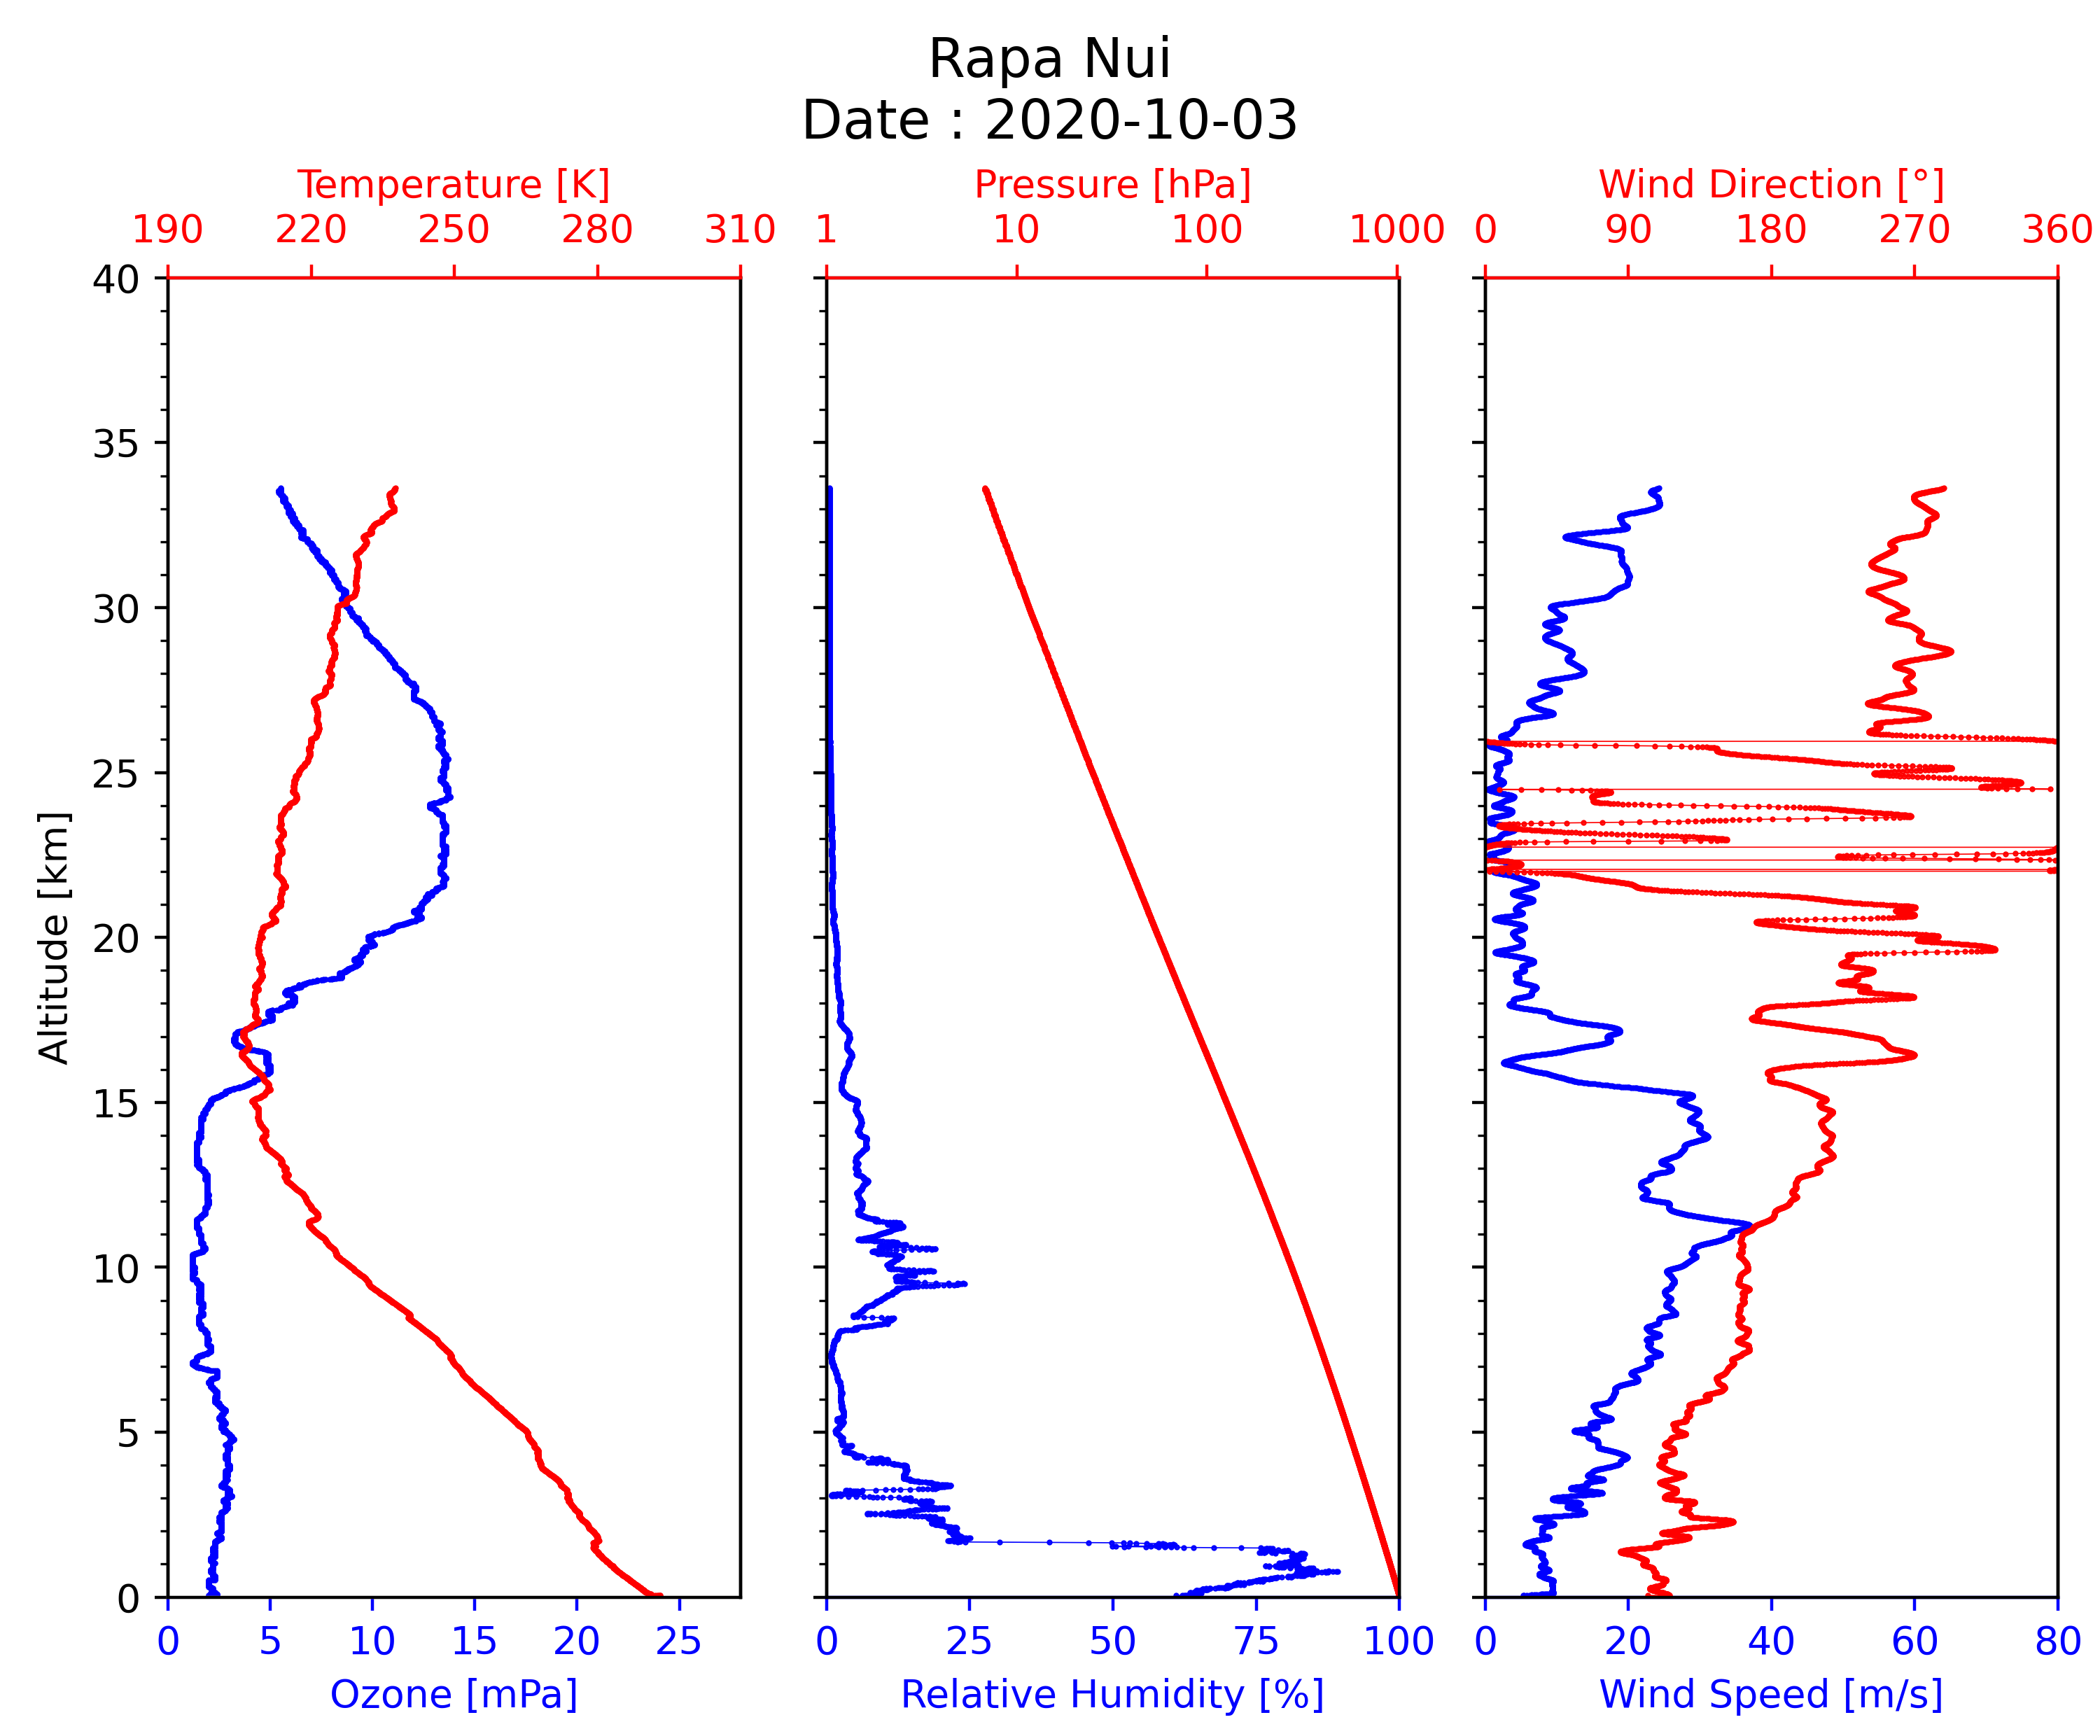 Rapa Nui
Date : 2020-10-03
Temperature [K]
190 220 250 280 310
Pressure [hPa]
1 10 100 1000
Wind Direction [°]
0 90 180 270 360
Altitude [km]
40
35
30
25
20
15
10
5
0
0 5 10 15 20 25
Ozone [mPa]
0 25 50 75 100
Relative Humidity [%]
0 20 40 60 80
Wind Speed [m/s]